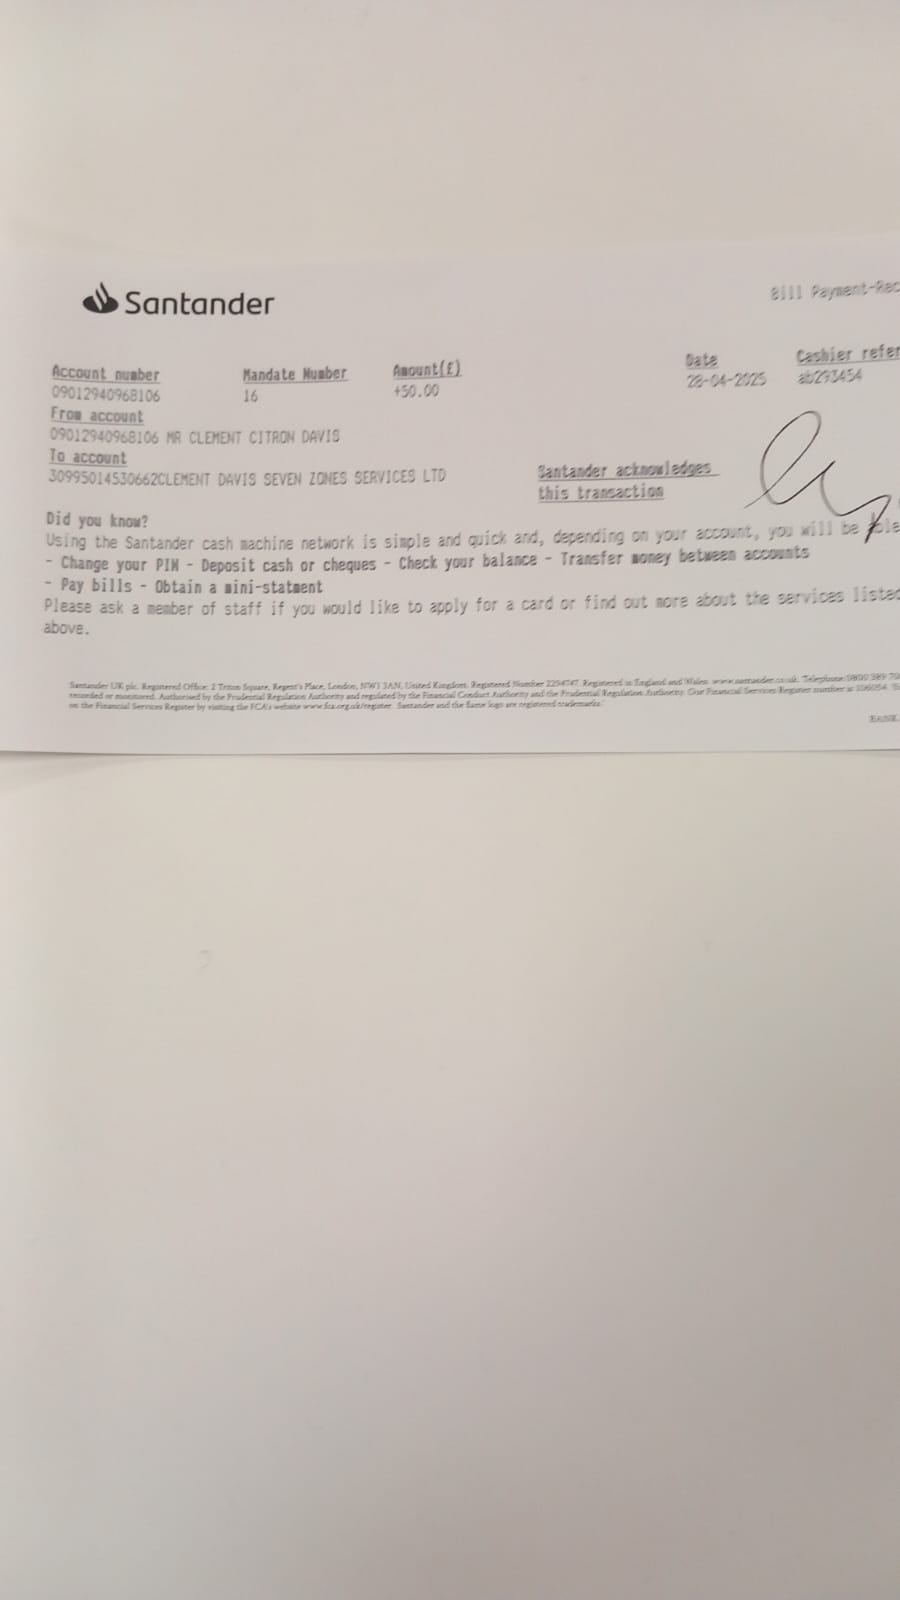 Santander
Bill Payment-Rec
Account number Mandate Number Amount(£) Date Cashier refer
09012940968106 16 +50.00 28-04-2025 ab293454
From account
09012940968106 MR CLEMENT CITRON DAVIS
To account
30995014530662CLEMENT DAVIS SEVEN ZONES SERVICES LTD
Santander acknowledges
this transaction
Did you know?
Using the Santander cash machine network is simple and quick and, depending on your account, you will be able
- Change your PIN - Deposit cash or cheques - Check your balance - Transfer money between accounts
- Pay bills - Obtain a mini-statment
Please ask a member of staff if you would like to apply for a card or find out more about the services listed
above.
Santander UK plc. Registered Office: 2 Triton Square, Regent's Place, London, NW1 3AN, United Kingdom. Registered Number 2294747. Registered in England and Wales. www.santander.co.uk. Telephone 0800 389 70
recorded or monitored. Authorised by the Prudential Regulation Authority and regulated by the Financial Conduct Authority and the Prudential Regulation Authority. Our Financial Services Register number is 106054.
on the Financial Services Register by visiting the FCA's website www.fca.org.uk/register. Santander and the flame logo are registered trademarks.
BANK